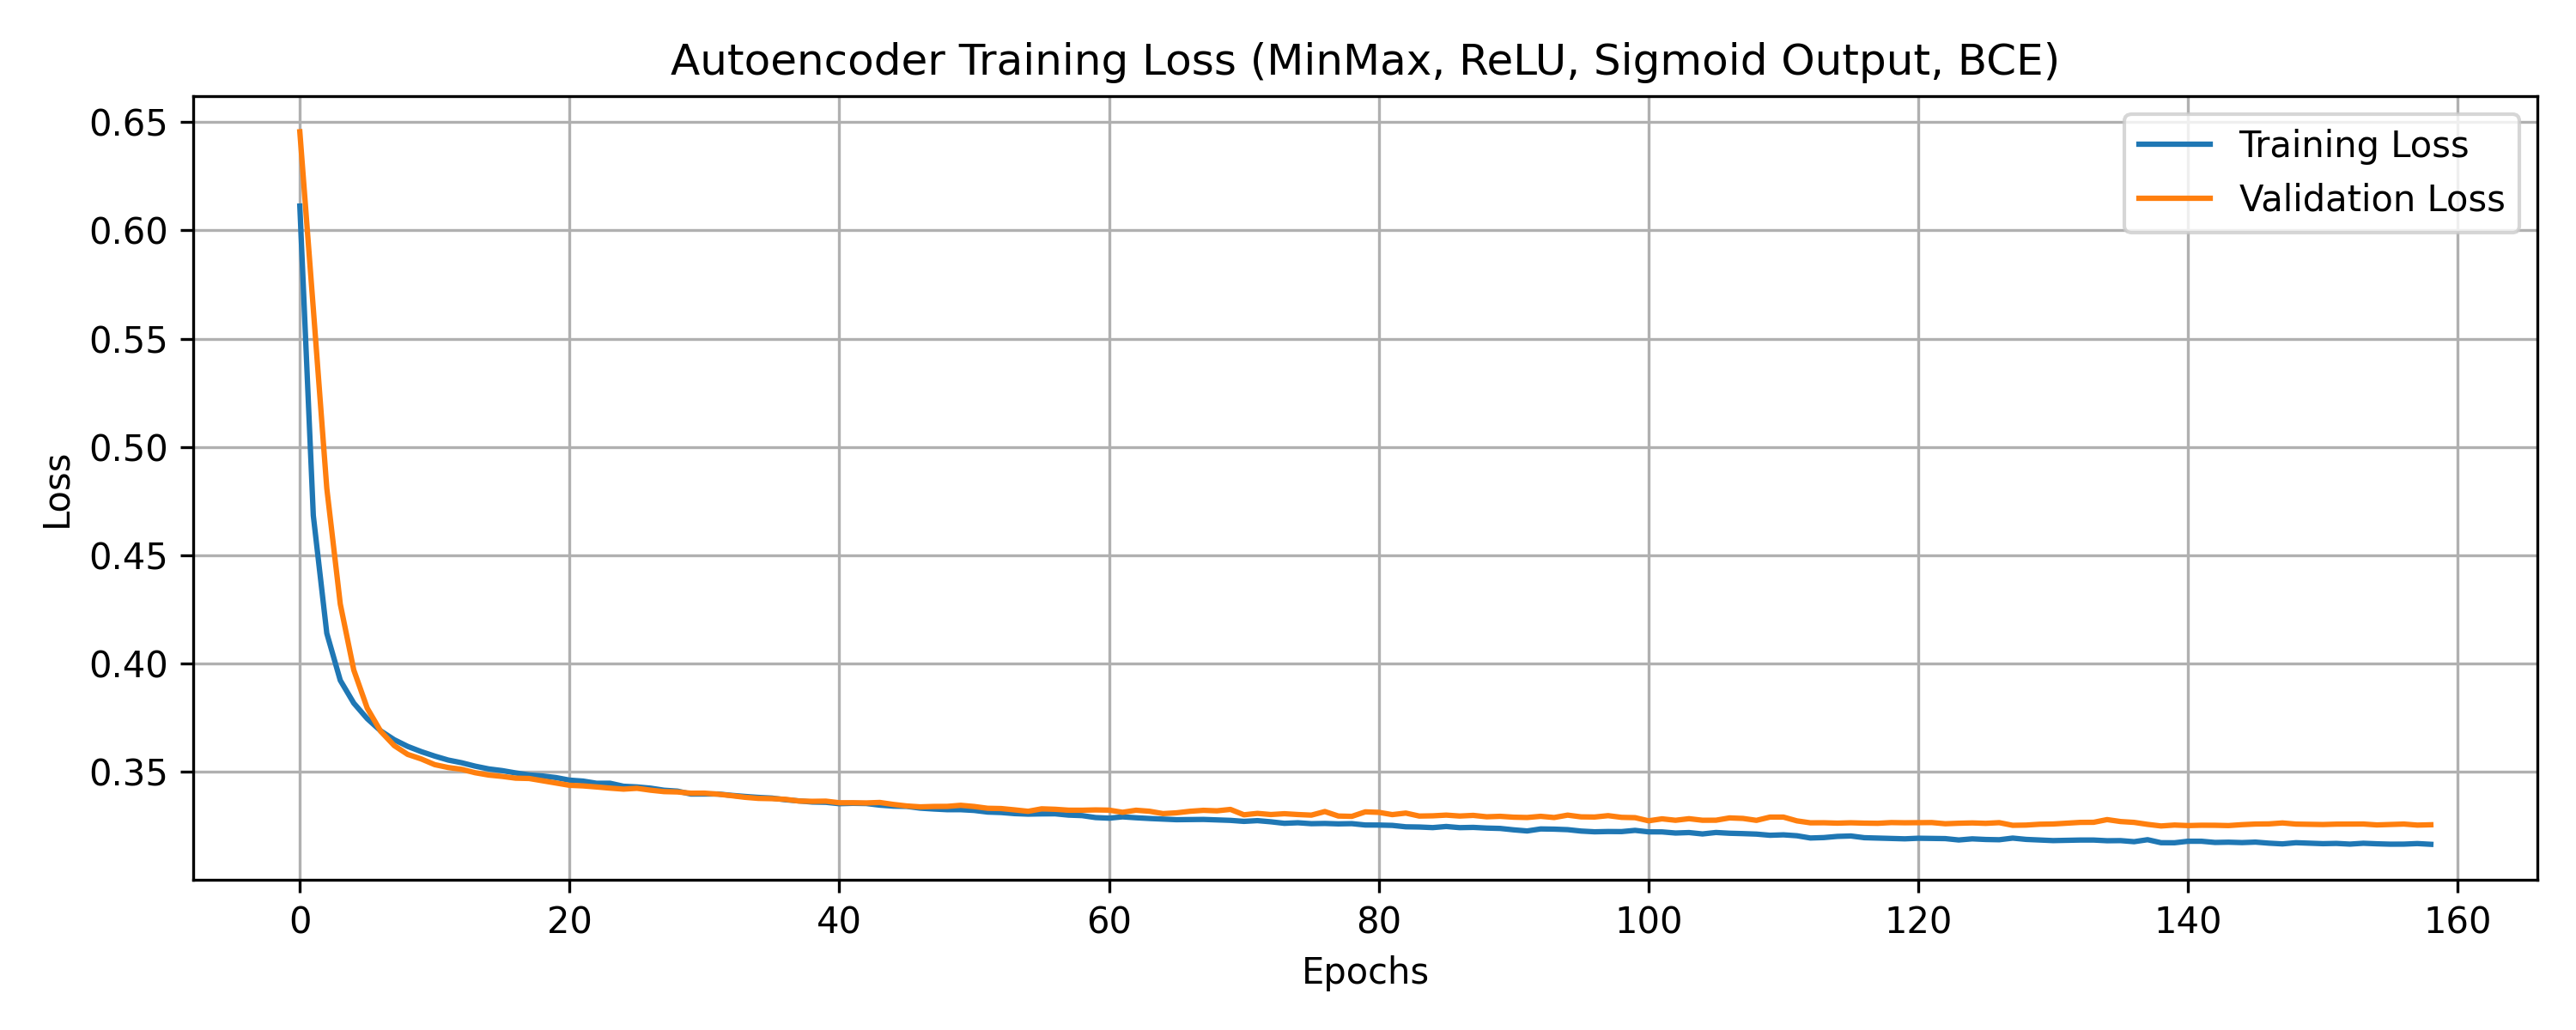 Autoencoder Training Loss (MinMax, ReLU, Sigmoid Output, BCE)
Training Loss
Validation Loss
Loss
0.65
0.60
0.55
0.50
0.45
0.40
0.35
0 20 40 60 80 100 120 140 160
Epochs